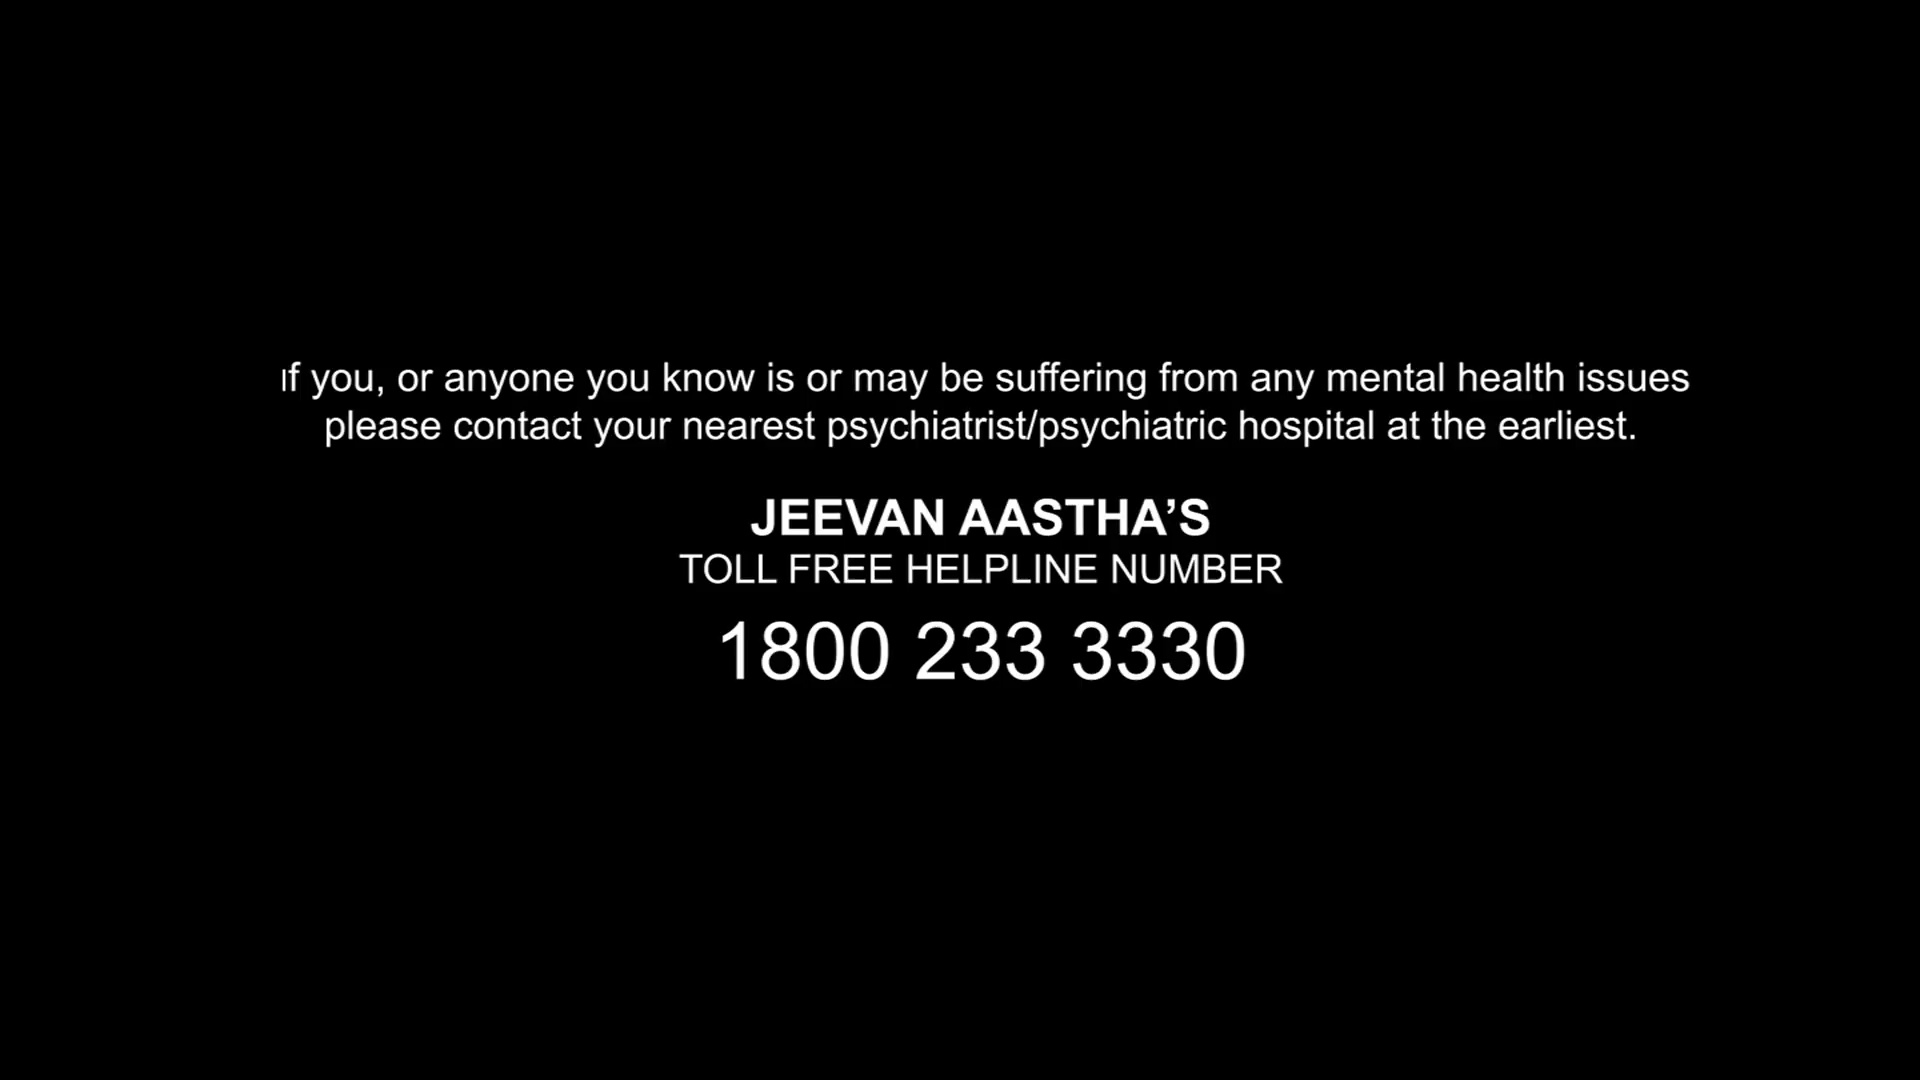 If you, or anyone you know is or may be suffering from any mental health issues
please contact your nearest psychiatrist/psychiatric hospital at the earliest.
JEEVAN AASTHA’S
TOLL FREE HELPLINE NUMBER
1800 233 3330